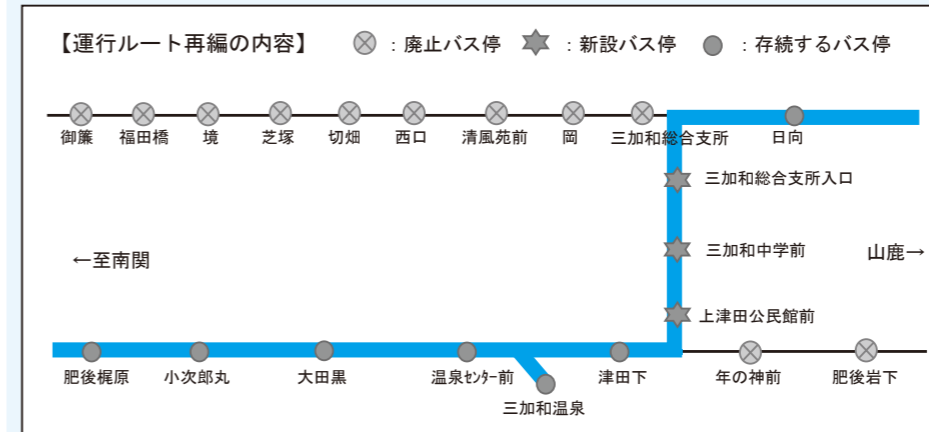 【運行ルート再編の内容】 ：廃止バス停 ：新設バス停 ：存続するバス停
御簾 福田橋 境 芝塚 切畑 西口 清風苑前 岡 三加和総合支所 日向
三加和総合支所入口
三加和中学前
←至南関 山鹿→
上津田公民館前
肥後梶原 小次郎丸 大田黒 温泉ｾﾝﾀｰ前 津田下 年の神前 肥後岩下
三加和温泉